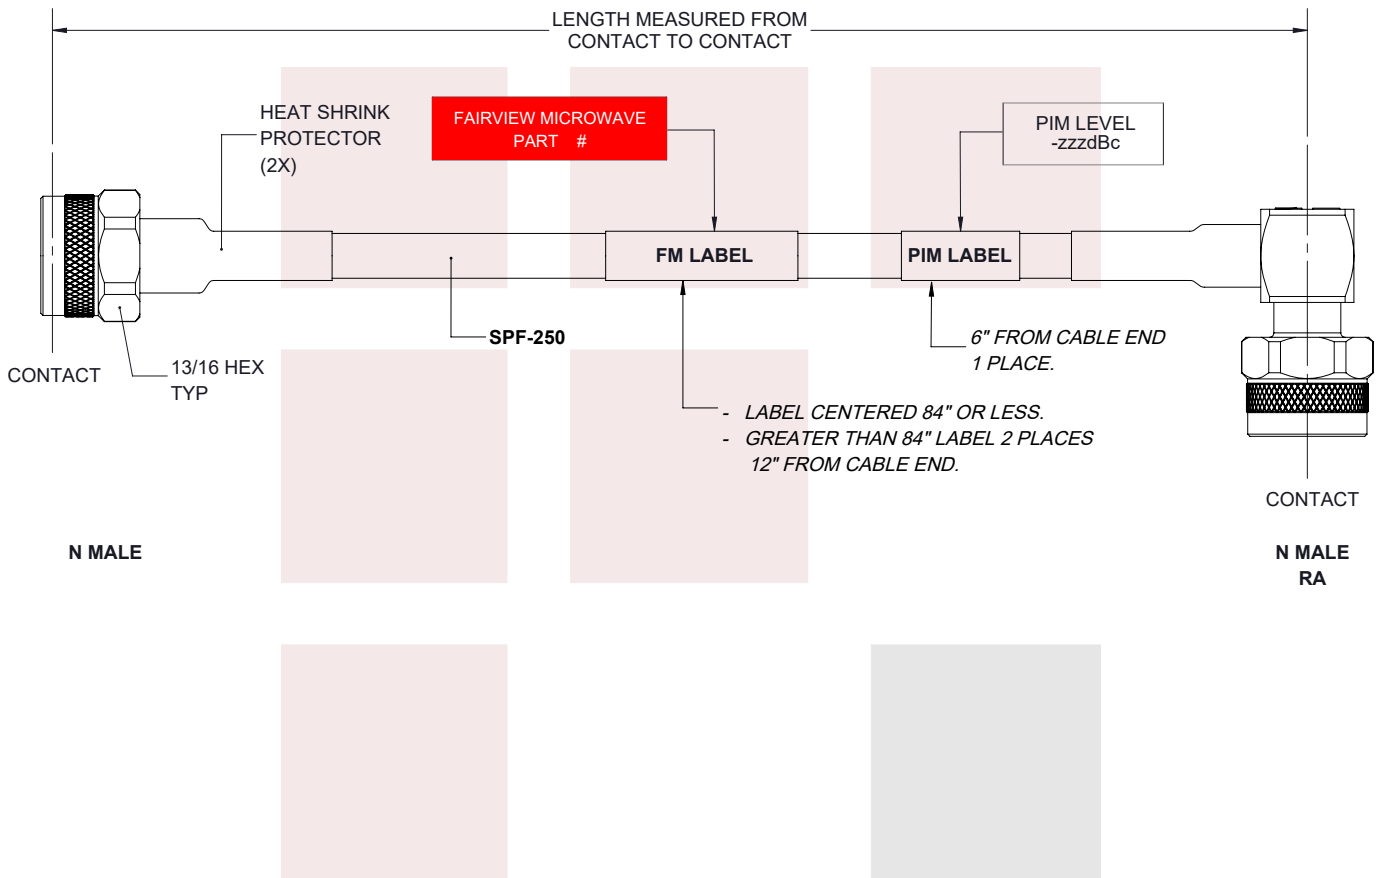 LENGTH MEASURED FROM
CONTACT TO CONTACT
HEAT SHRINK
PROTECTOR
(2X)
FAIRVIEW MICROWAVE
PART #
PIM LEVEL
-zzzdBc
FM LABEL
PIM LABEL
SPF-250
6" FROM CABLE END
1 PLACE.
CONTACT
13/16 HEX
TYP
- LABEL CENTERED 84" OR LESS.
- GREATER THAN 84" LABEL 2 PLACES
12" FROM CABLE END.
CONTACT
N MALE
N MALE
RA